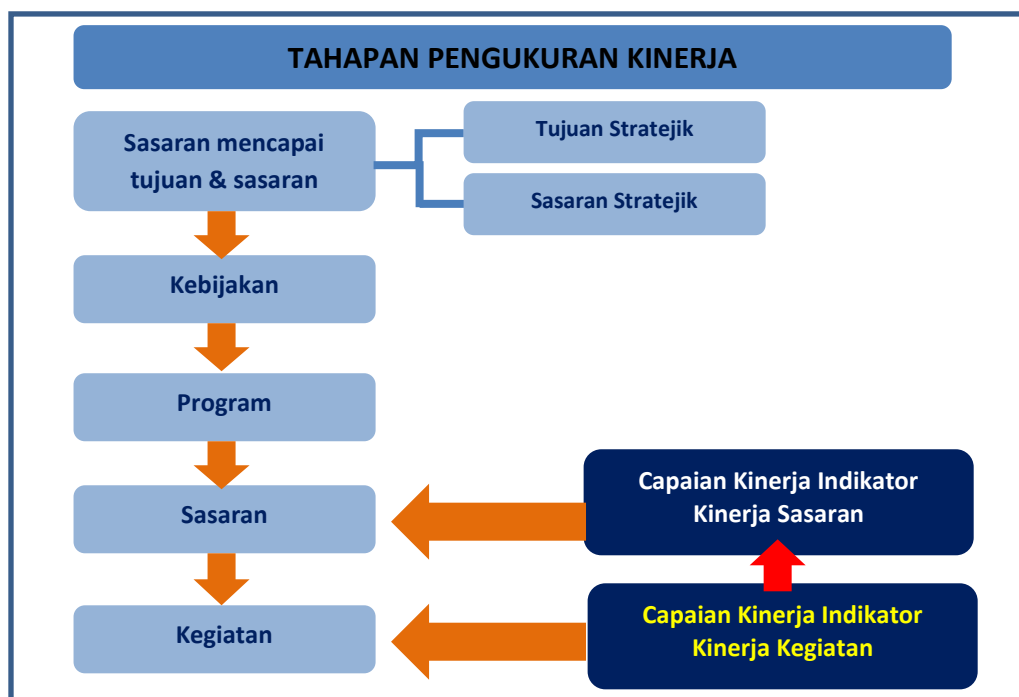 TAHAPAN PENGUKURAN KINERJA
Sasaran mencapai
tujuan & sasaran
Tujuan Stratejik
Sasaran Stratejik
Kebijakan
Program
Sasaran
Capaian Kinerja Indikator
Kinerja Sasaran
Kegiatan
Capaian Kinerja Indikator
Kinerja Kegiatan